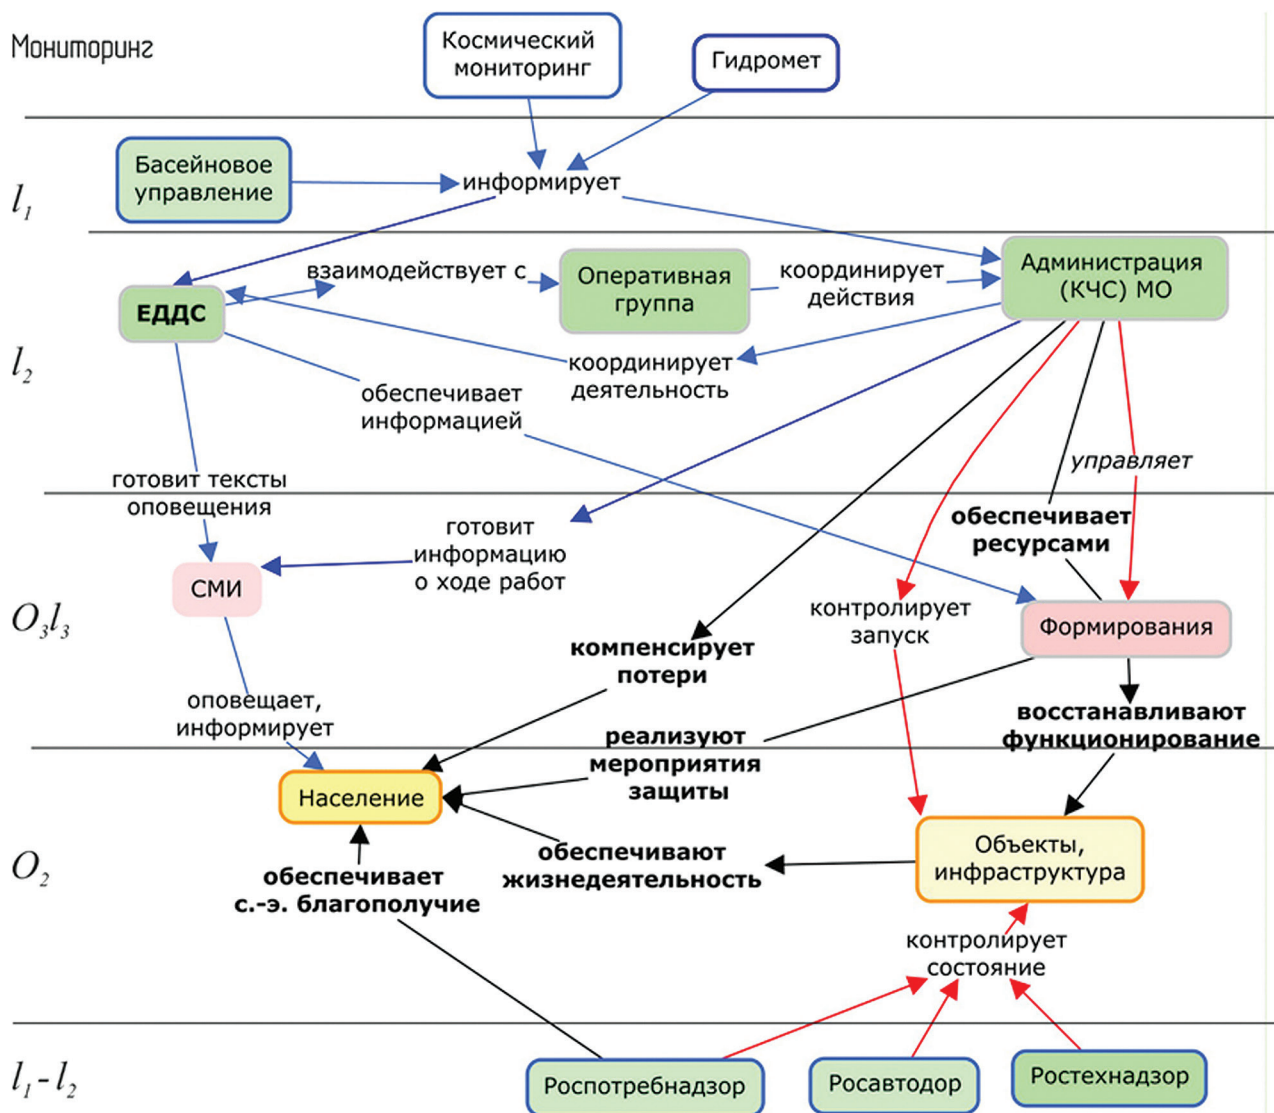 Мониторинг
Космический
мониторинг
Гидромет
l₁
Басейновое
управление
информирует
l₂
ЕДДС
взаимодействует с
Оперативная
группа
координирует
действия
Администрация
(КЧС) МО
координирует
деятельность
обеспечивает
информацией
управляет
готовит тексты
оповещения
O₃l₃
СМИ
готовит
информацию
о ходе работ
обеспечивает
ресурсами
контролирует
запуск
Формирования
компенсирует
потери
оповещает,
информирует
реализуют
мероприятия
защиты
восстанавливают
функционирование
O₂
Население
обеспечивают
жизнедеятельность
Объекты,
инфраструктура
обеспечивает
с.-э. благополучие
контролирует
состояние
l₁-l₂
Роспотребнадзор
Росавтодор
Ростехнадзор